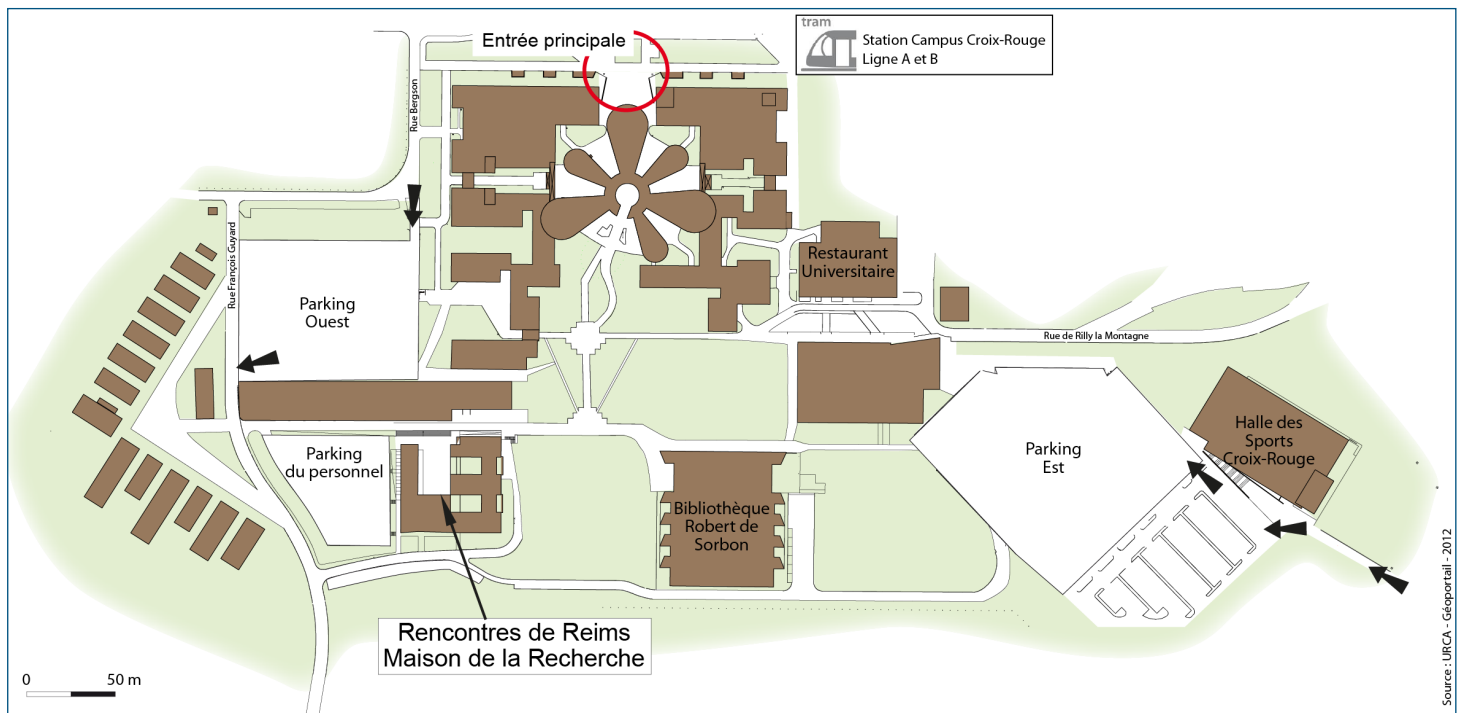 Entrée principale
tram
Station Campus Croix-Rouge
Ligne A et B
Rue Bergson
Rue François Guyard
Restaurant
Universitaire
Parking
Ouest
Rue de Rilly la Montagne
Halle des
Sports
Croix-Rouge
Parking
du personnel
Parking
Est
Bibliothèque
Robert de
Sorbon
Rencontres de Reims
Maison de la Recherche
0 50 m
Source : URCA - Géoportail - 2012